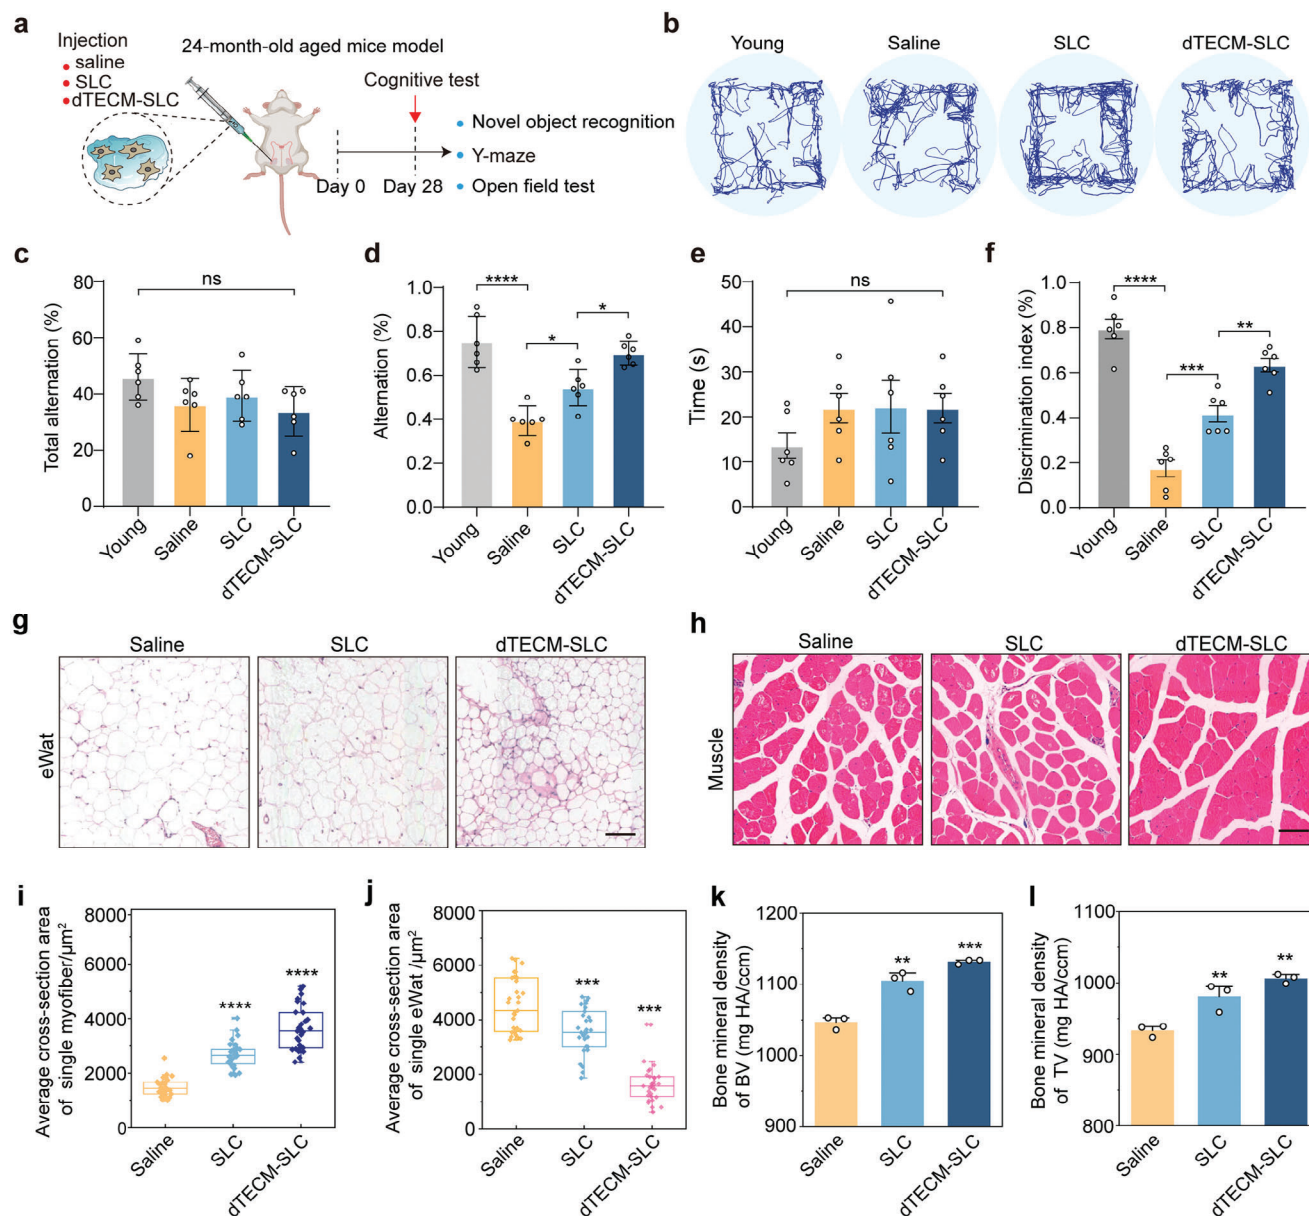 a
Injection
saline
SLC
dTECM-SLC
24-month-old aged mice model
Cognitive test
Day 0
Day 28
Novel object recognition
Y-maze
Open field test
b
Young
Saline
SLC
dTECM-SLC
c
Total alternation (%)
80
60
40
20
0
ns
Young
Saline
SLC
dTECM-SLC
d
Alternation (%)
1.0
0.8
0.6
0.4
0.2
0.0
****
*
*
Young
Saline
SLC
dTECM-SLC
e
Time (s)
50
40
30
20
10
0
ns
Young
Saline
SLC
dTECM-SLC
f
Discrimination index (%)
1.0
0.8
0.6
0.4
0.2
0.0
****
***
**
Young
Saline
SLC
dTECM-SLC
g
Saline
SLC
dTECM-SLC
eWat
h
Saline
SLC
dTECM-SLC
Muscle
i
Average cross-section area
of single myofiber/μm²
8000
6000
4000
2000
0
****
****
Saline
SLC
dTECM-SLC
j
Average cross-section area
of single eWat /μm²
8000
6000
4000
2000
0
***
***
Saline
SLC
dTECM-SLC
k
Bone mineral density
of BV (mg HA/ccm)
1200
1100
1000
900
**
***
Saline
SLC
dTECM-SLC
l
Bone mineral density
of TV (mg HA/ccm)
1100
1000
900
800
**
**
Saline
SLC
dTECM-SLC